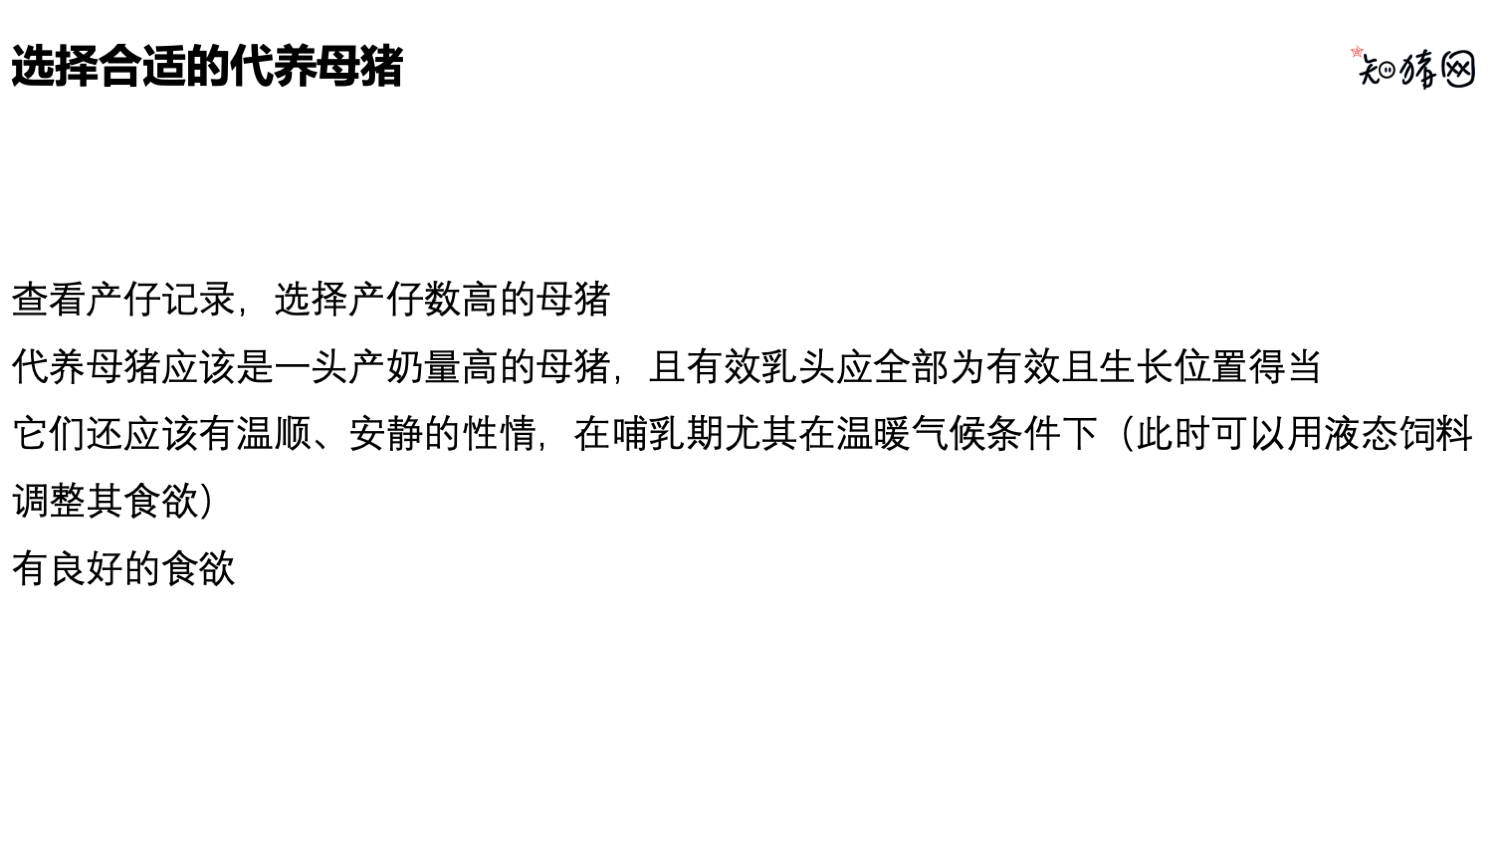 选择合适的代养母猪
知猪网
查看产仔记录，选择产仔数高的母猪
代养母猪应该是一头产奶量高的母猪，且有效乳头应全部为有效且生长位置得当
它们还应该有温顺、安静的性情，在哺乳期尤其在温暖气候条件下（此时可以用液态饲料
调整其食欲）
有良好的食欲